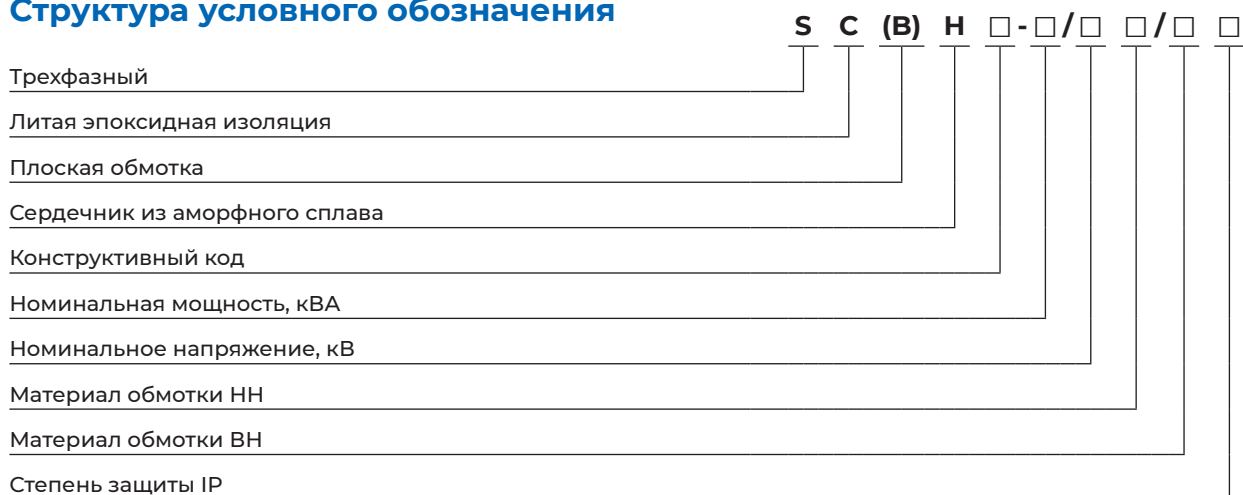 Структура условного обозначения
S C (B) H □ - □ / □ □ / □ □
Трехфазный
Литая эпоксидная изоляция
Плоская обмотка
Сердечник из аморфного сплава
Конструктивный код
Номинальная мощность, кВА
Номинальное напряжение, кВ
Материал обмотки НН
Материал обмотки ВН
Степень защиты IP